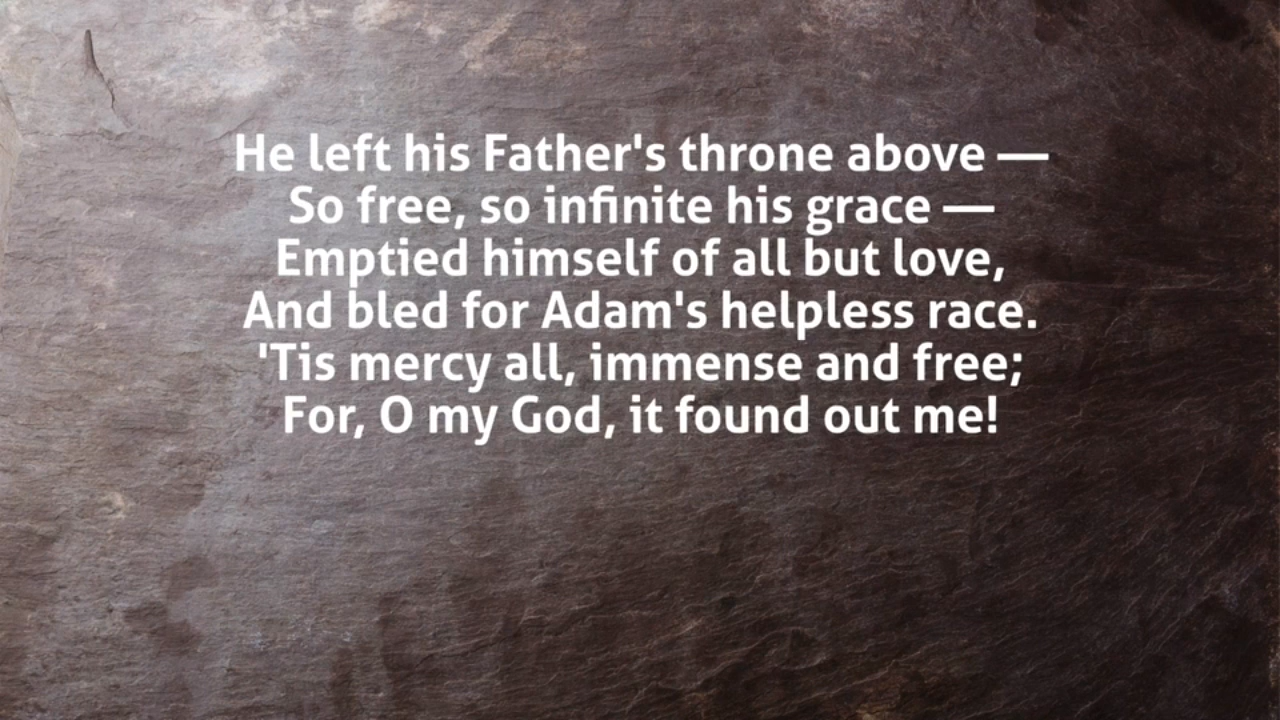 He left his Father's throne above —
So free, so infinite his grace —
Emptied himself of all but love,
And bled for Adam's helpless race.
'Tis mercy all, immense and free;
For, O my God, it found out me!